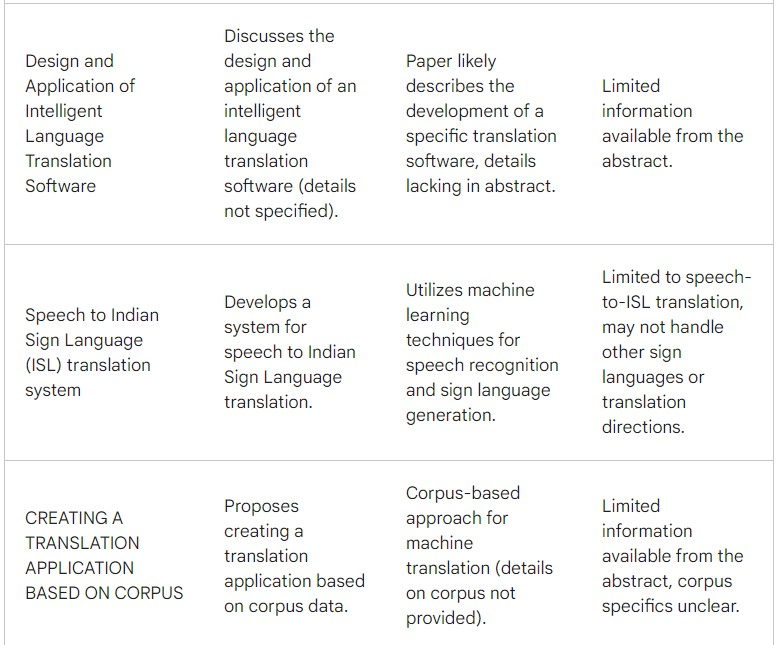 Design and
Application of
Intelligent
Language
Translation
Software
Discusses the
design and
application of an
intelligent
language
translation
software (details
not specified).
Paper likely
describes the
development of a
specific translation
software, details
lacking in abstract.
Limited
information
available from the
abstract.
Speech to Indian
Sign Language
(ISL) translation
system
Develops a
system for
speech to Indian
Sign Language
translation.
Utilizes machine
learning
techniques for
speech recognition
and sign language
generation.
Limited to speech-
to-ISL translation,
may not handle
other sign
languages or
translation
directions.
CREATING A
TRANSLATION
APPLICATION
BASED ON CORPUS
Proposes
creating a
translation
application based
on corpus data.
Corpus-based
approach for
machine
translation (details
on corpus not
provided).
Limited
information
available from the
abstract, corpus
specifics unclear.